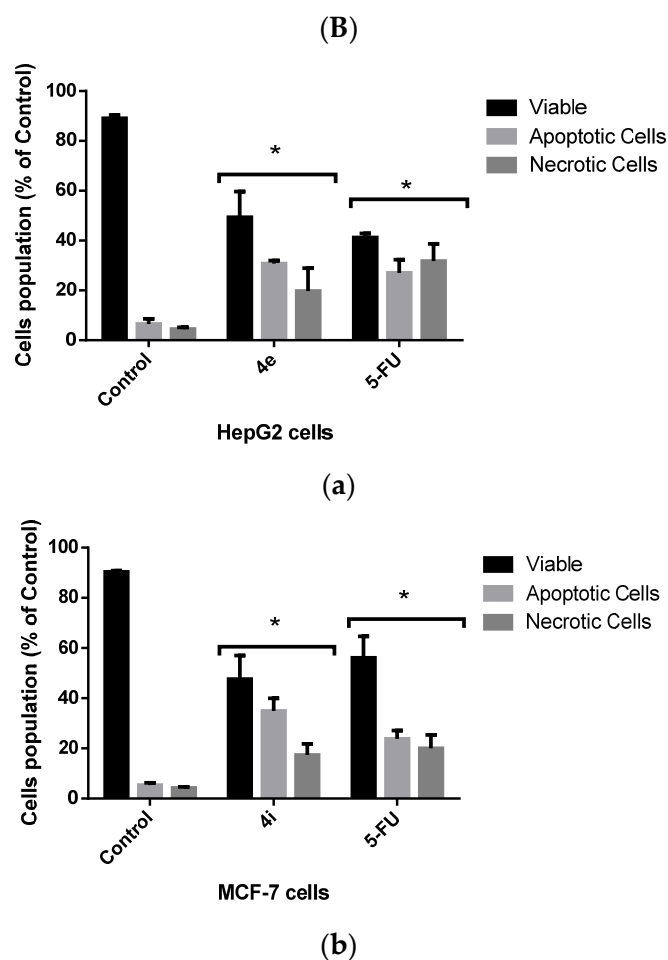 (B)
Cells population (% of Control)
100
80
60
40
20
0
*
*
Viable
Apoptotic Cells
Necrotic Cells
Control
4e
5-FU
HepG2 cells
(a)
Cells population (% of Control)
100
80
60
40
20
0
*
*
Viable
Apoptotic Cells
Necrotic Cells
Control
4i
5-FU
MCF-7 cells
(b)